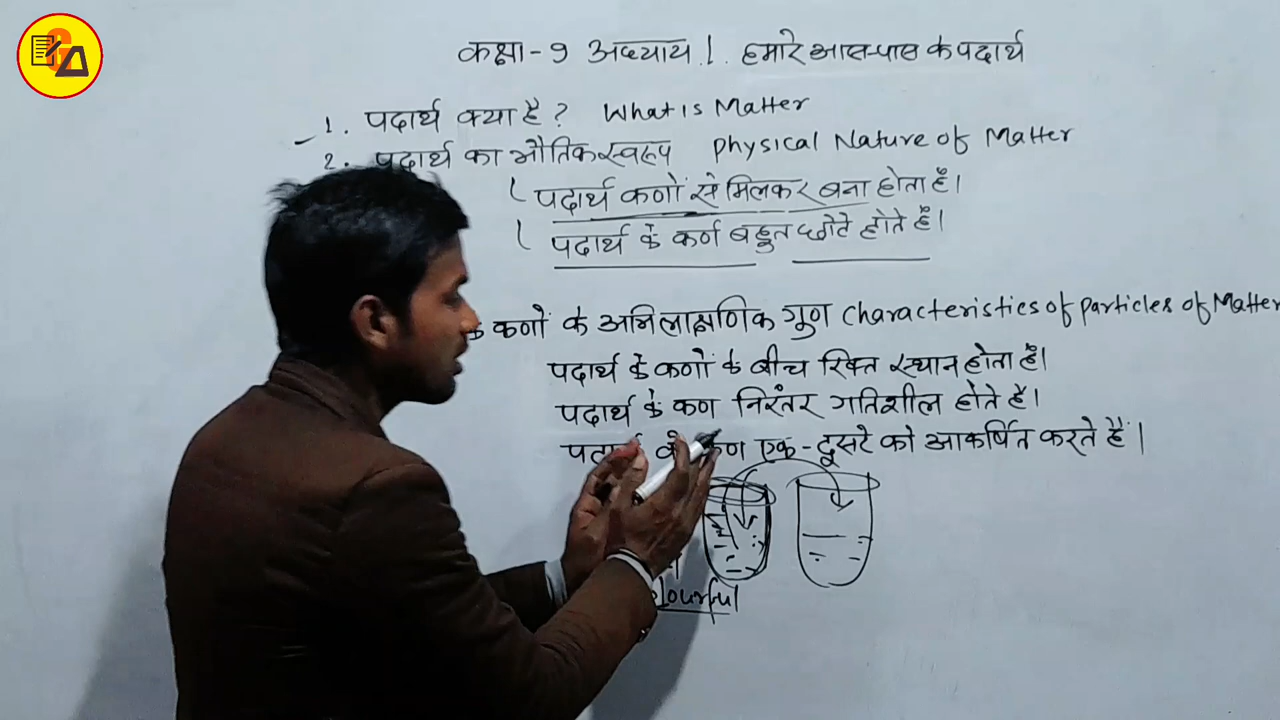 कक्षा - 9 अध्याय . 1. हमारे आस-पास के पदार्थ
1. पदार्थ क्या है ? What is Matter
2. पदार्थ का भौतिक स्वरूप Physical Nature of Matter
पदार्थ कणों से मिलकर बना होता है।
पदार्थ के कण बहुत छोटे होते हैं।
के कणों के अभिलाक्षणिक गुण Characteristics of Particles of Matter
पदार्थ के कणों के बीच रिक्त स्थान होता है।
पदार्थ के कण निरंतर गतिशील होते हैं।
कण एक - दूसरे को आकर्षित करते हैं।
olourful